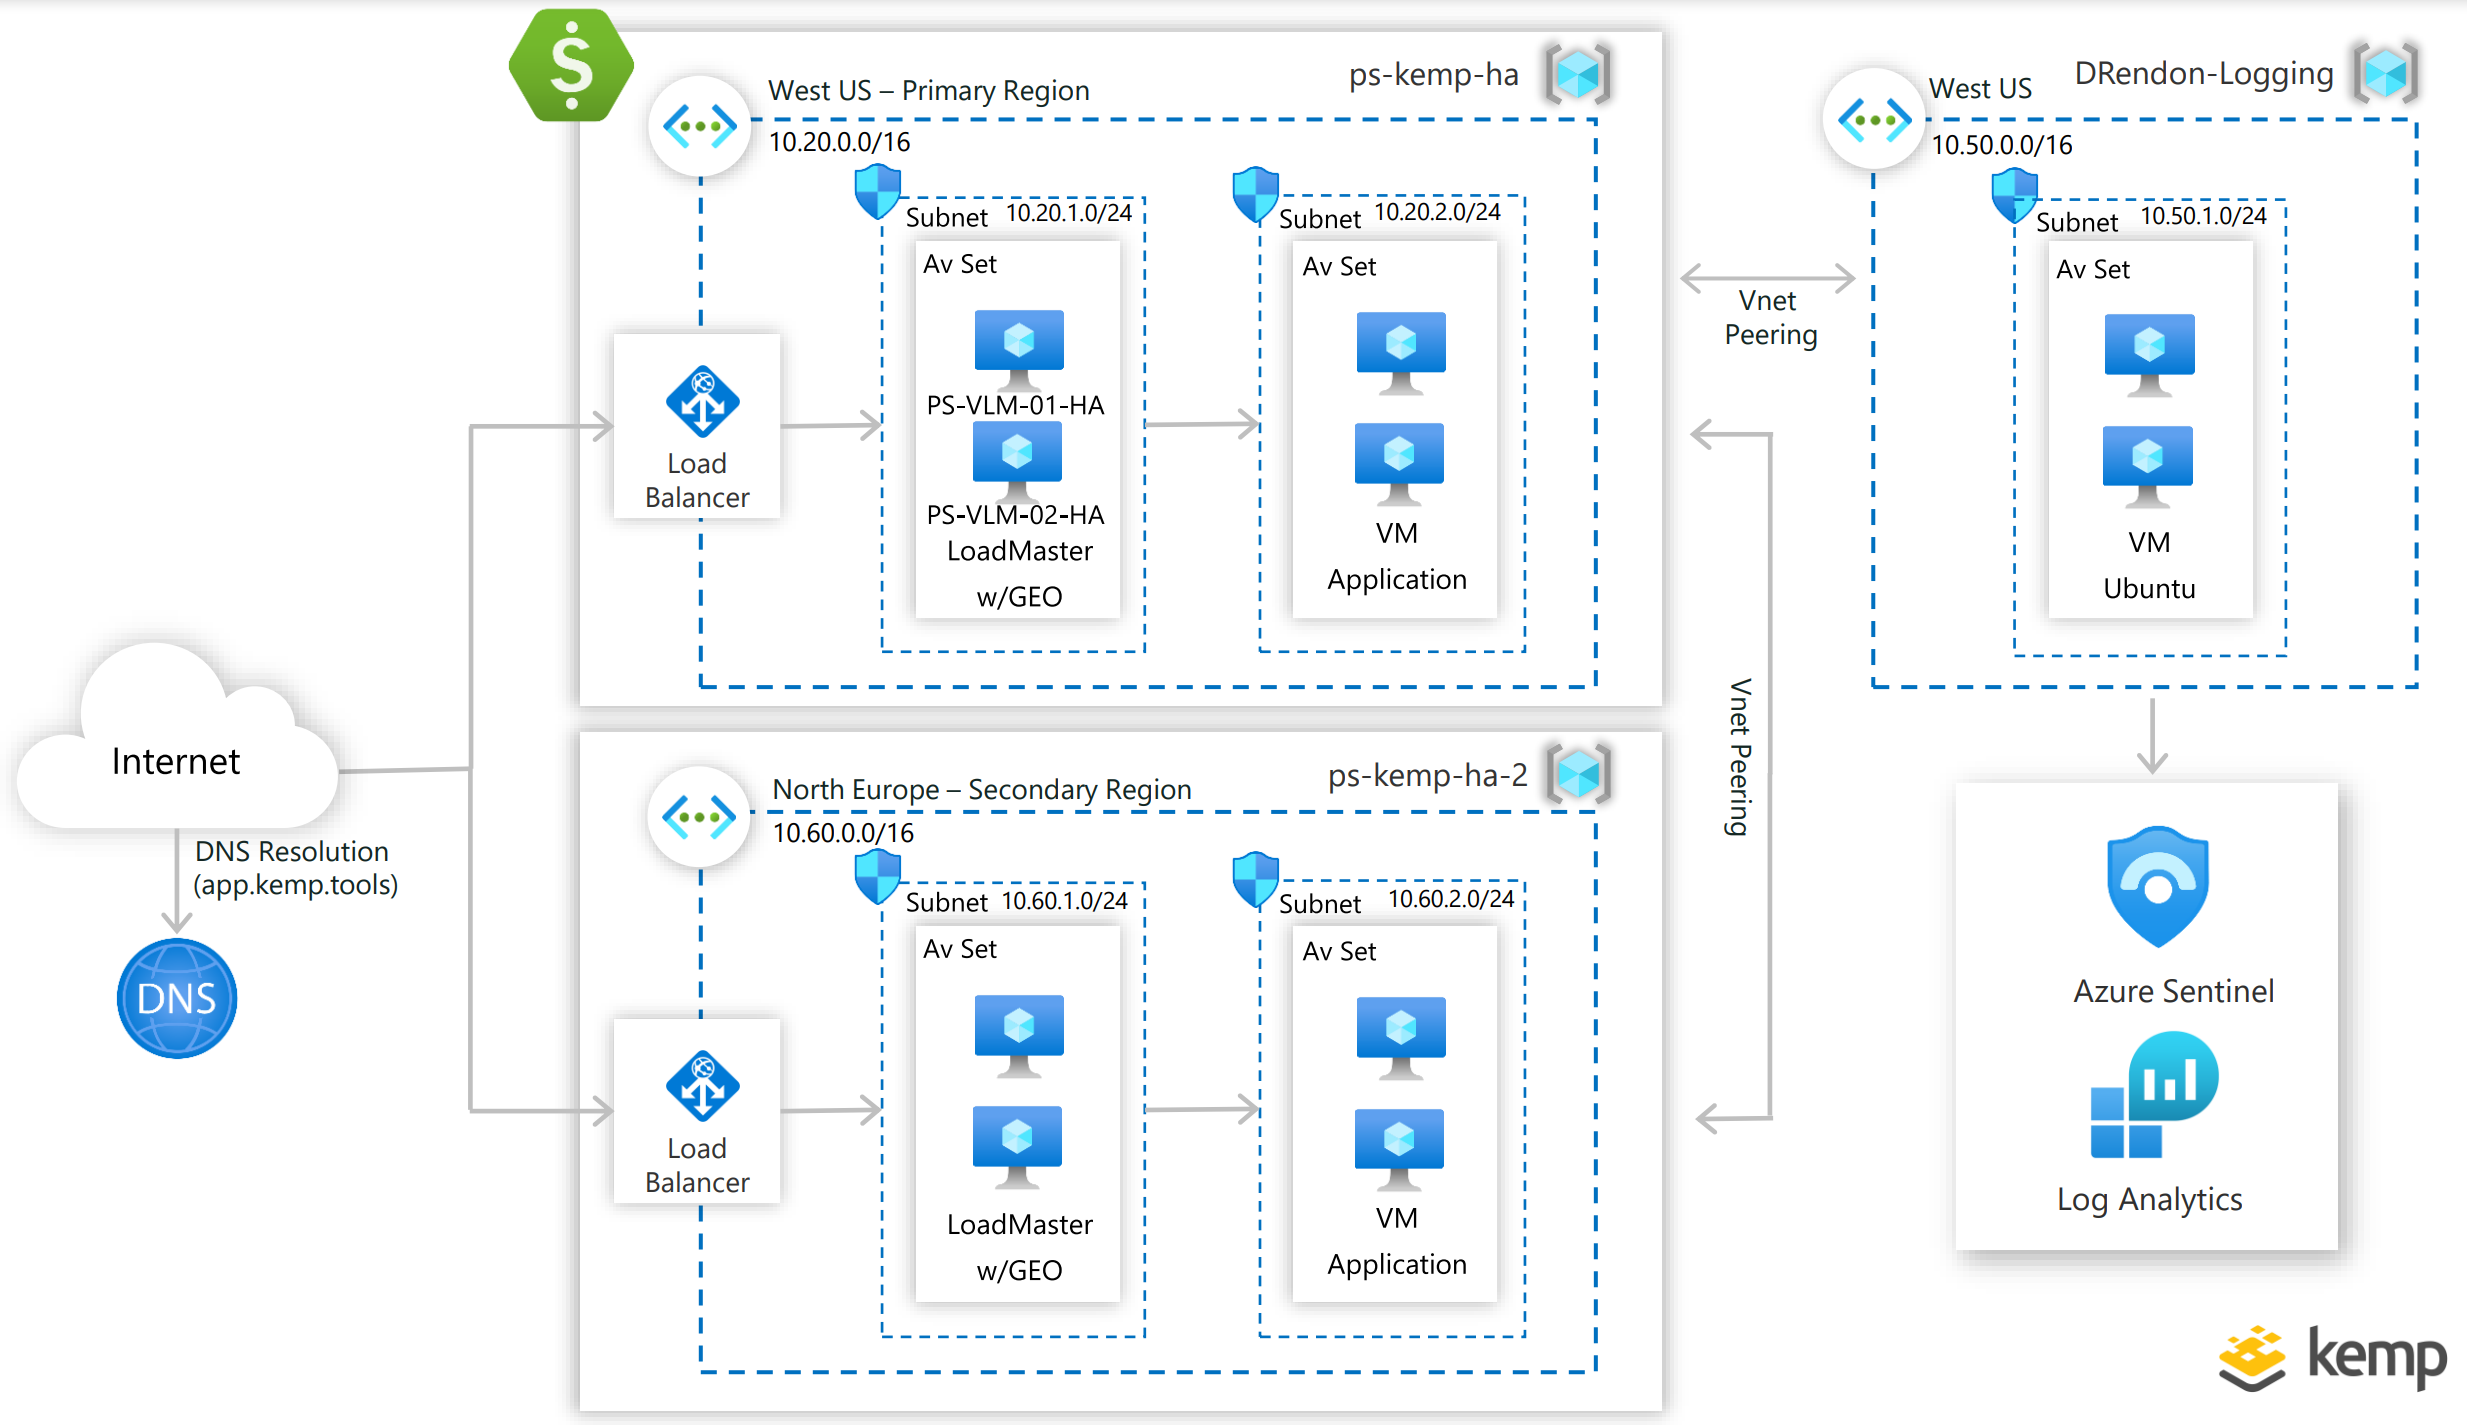 $
West US – Primary Region
ps-kemp-ha
10.20.0.0/16
Subnet 10.20.1.0/24
Av Set
PS-VLM-01-HA
PS-VLM-02-HA
LoadMaster
w/GEO
Subnet 10.20.2.0/24
Av Set
VM
Application
Load
Balancer
Vnet
Peering
West US
DRendon-Logging
10.50.0.0/16
Subnet 10.50.1.0/24
Av Set
VM
Ubuntu
Internet
DNS Resolution
(app.kemp.tools)
DNS
North Europe – Secondary Region
ps-kemp-ha-2
10.60.0.0/16
Subnet 10.60.1.0/24
Av Set
LoadMaster
w/GEO
Subnet 10.60.2.0/24
Av Set
VM
Application
Load
Balancer
Vnet Peering
Azure Sentinel
Log Analytics
kemp